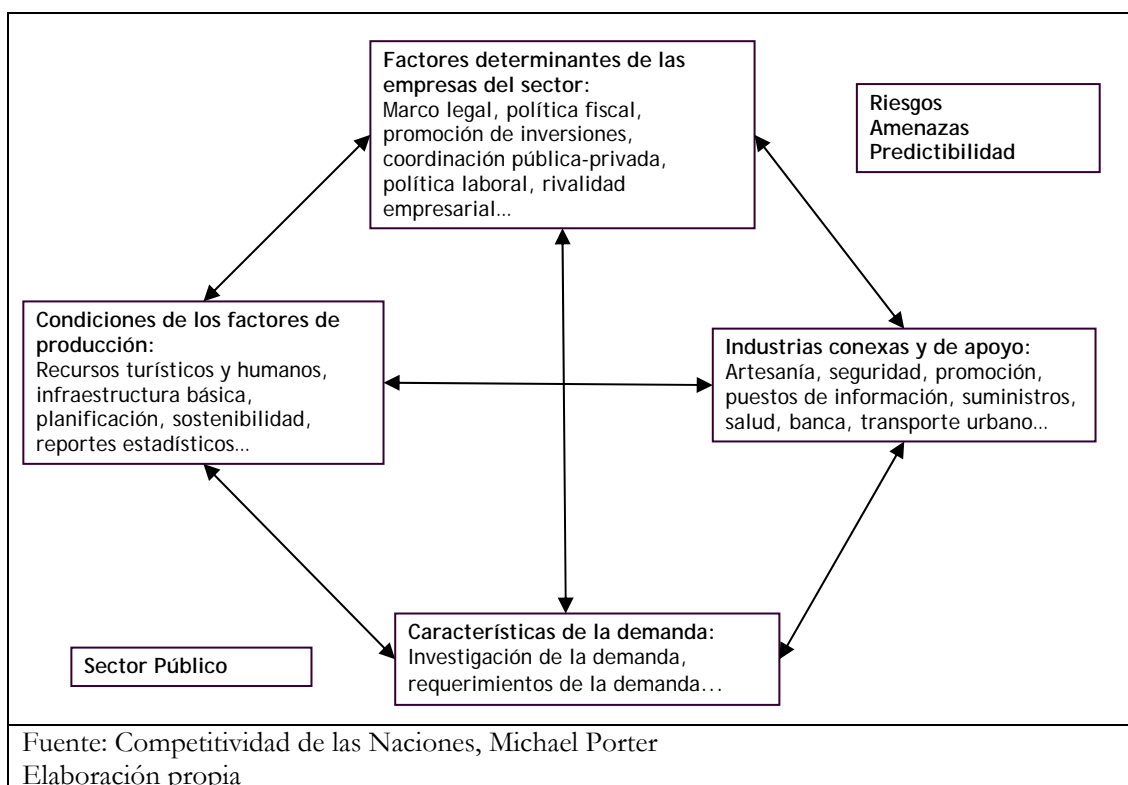 Factores determinantes de las
empresas del sector:
Marco legal, política fiscal,
promoción de inversiones,
coordinación pública-privada,
política laboral, rivalidad
empresarial...
Riesgos
Amenazas
Predictibilidad
Condiciones de los factores de
producción:
Recursos turísticos y humanos,
infraestructura básica,
planificación, sostenibilidad,
reportes estadísticos...
Industrias conexas y de apoyo:
Artesanía, seguridad, promoción,
puestos de información, suministros,
salud, banca, transporte urbano...
Características de la demanda:
Investigación de la demanda,
requerimientos de la demanda...
Sector Público
Fuente: Competitividad de las Naciones, Michael Porter
Elaboración propia